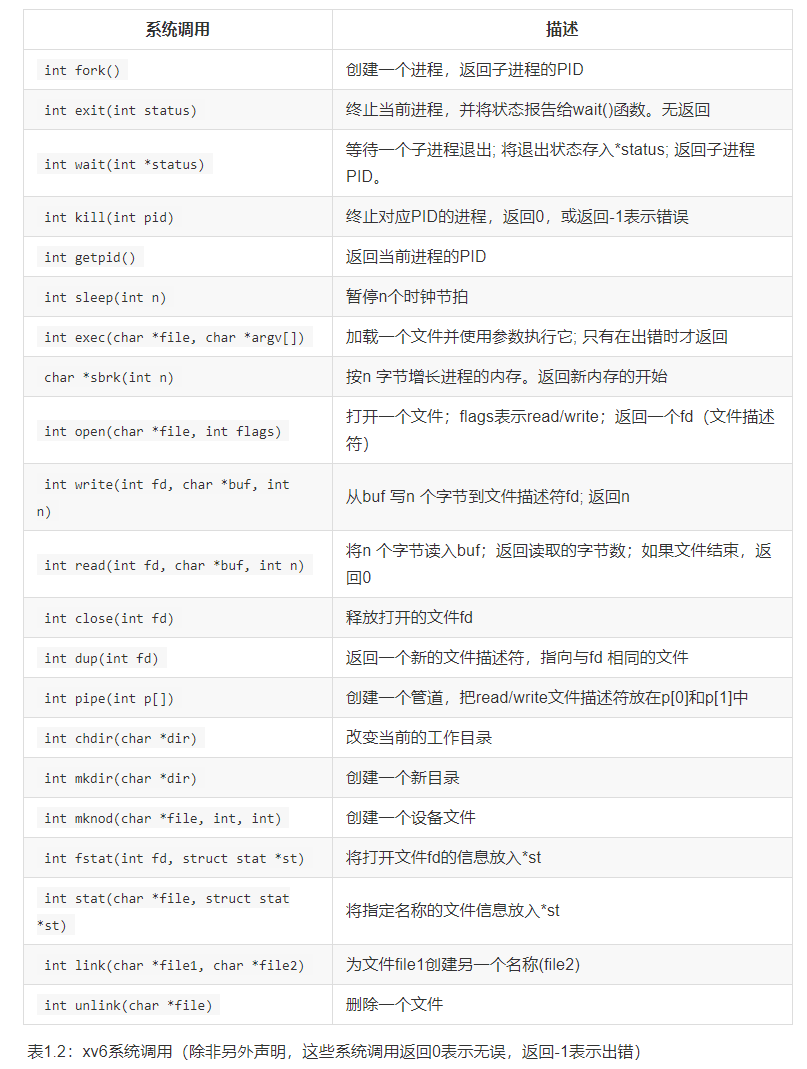 系统调用 描述
int fork() 创建一个进程，返回子进程的PID
int exit(int status) 终止当前进程，并将状态报告给wait()函数。无返回
int wait(int *status) 等待一个子进程退出; 将退出状态存入*status; 返回子进程
PID。
int kill(int pid) 终止对应PID的进程，返回0，或返回-1表示错误
int getpid() 返回当前进程的PID
int sleep(int n) 暂停n个时钟节拍
int exec(char *file, char *argv[]) 加载一个文件并使用参数执行它; 只有在出错时才返回
char *sbrk(int n) 按n 字节增长进程的内存。返回新内存的开始
int open(char *file, int flags) 打开一个文件；flags表示read/write；返回一个fd（文件描述
符）
int write(int fd, char *buf, int
n) 从buf 写n 个字节到文件描述符fd; 返回n
int read(int fd, char *buf, int n) 将n 个字节读入buf；返回读取的字节数；如果文件结束，返
回0
int close(int fd) 释放打开的文件fd
int dup(int fd) 返回一个新的文件描述符，指向与fd 相同的文件
int pipe(int p[]) 创建一个管道，把read/write文件描述符放在p[0]和p[1]中
int chdir(char *dir) 改变当前的工作目录
int mkdir(char *dir) 创建一个新目录
int mknod(char *file, int, int) 创建一个设备文件
int fstat(int fd, struct stat *st) 将打开文件fd的信息放入*st
int stat(char *file, struct stat
*st) 将指定名称的文件信息放入*st
int link(char *file1, char *file2) 为文件file1创建另一个名称(file2)
int unlink(char *file) 删除一个文件
表1.2：xv6系统调用（除非另外声明，这些系统调用返回0表示无误，返回-1表示出错）